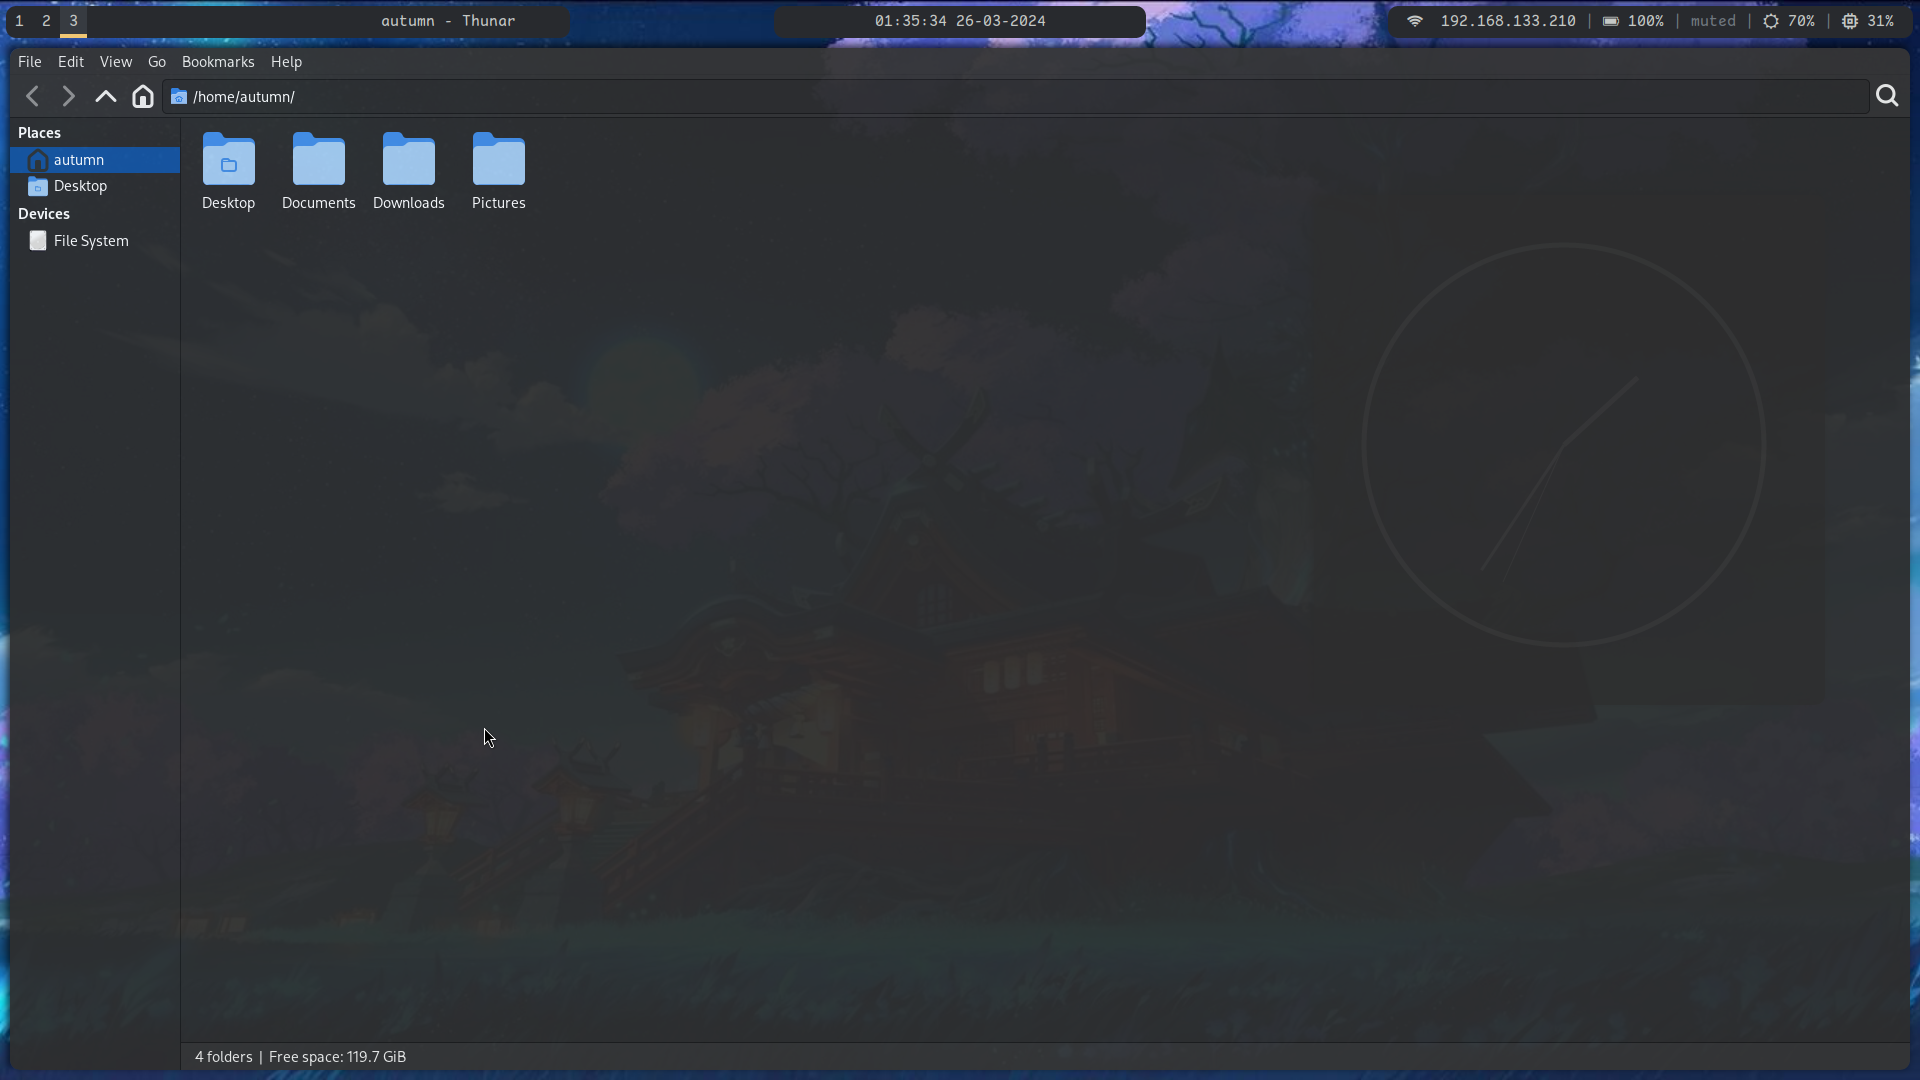 1 2 3 autumn - Thunar 01:35:34 26-03-2024 192.168.133.210 | 100% | muted | 70% | 31%
File Edit View Go Bookmarks Help
/home/autumn/
Places
autumn
Desktop
Devices
File System
Desktop Documents Downloads Pictures
4 folders | Free space: 119.7 GiB